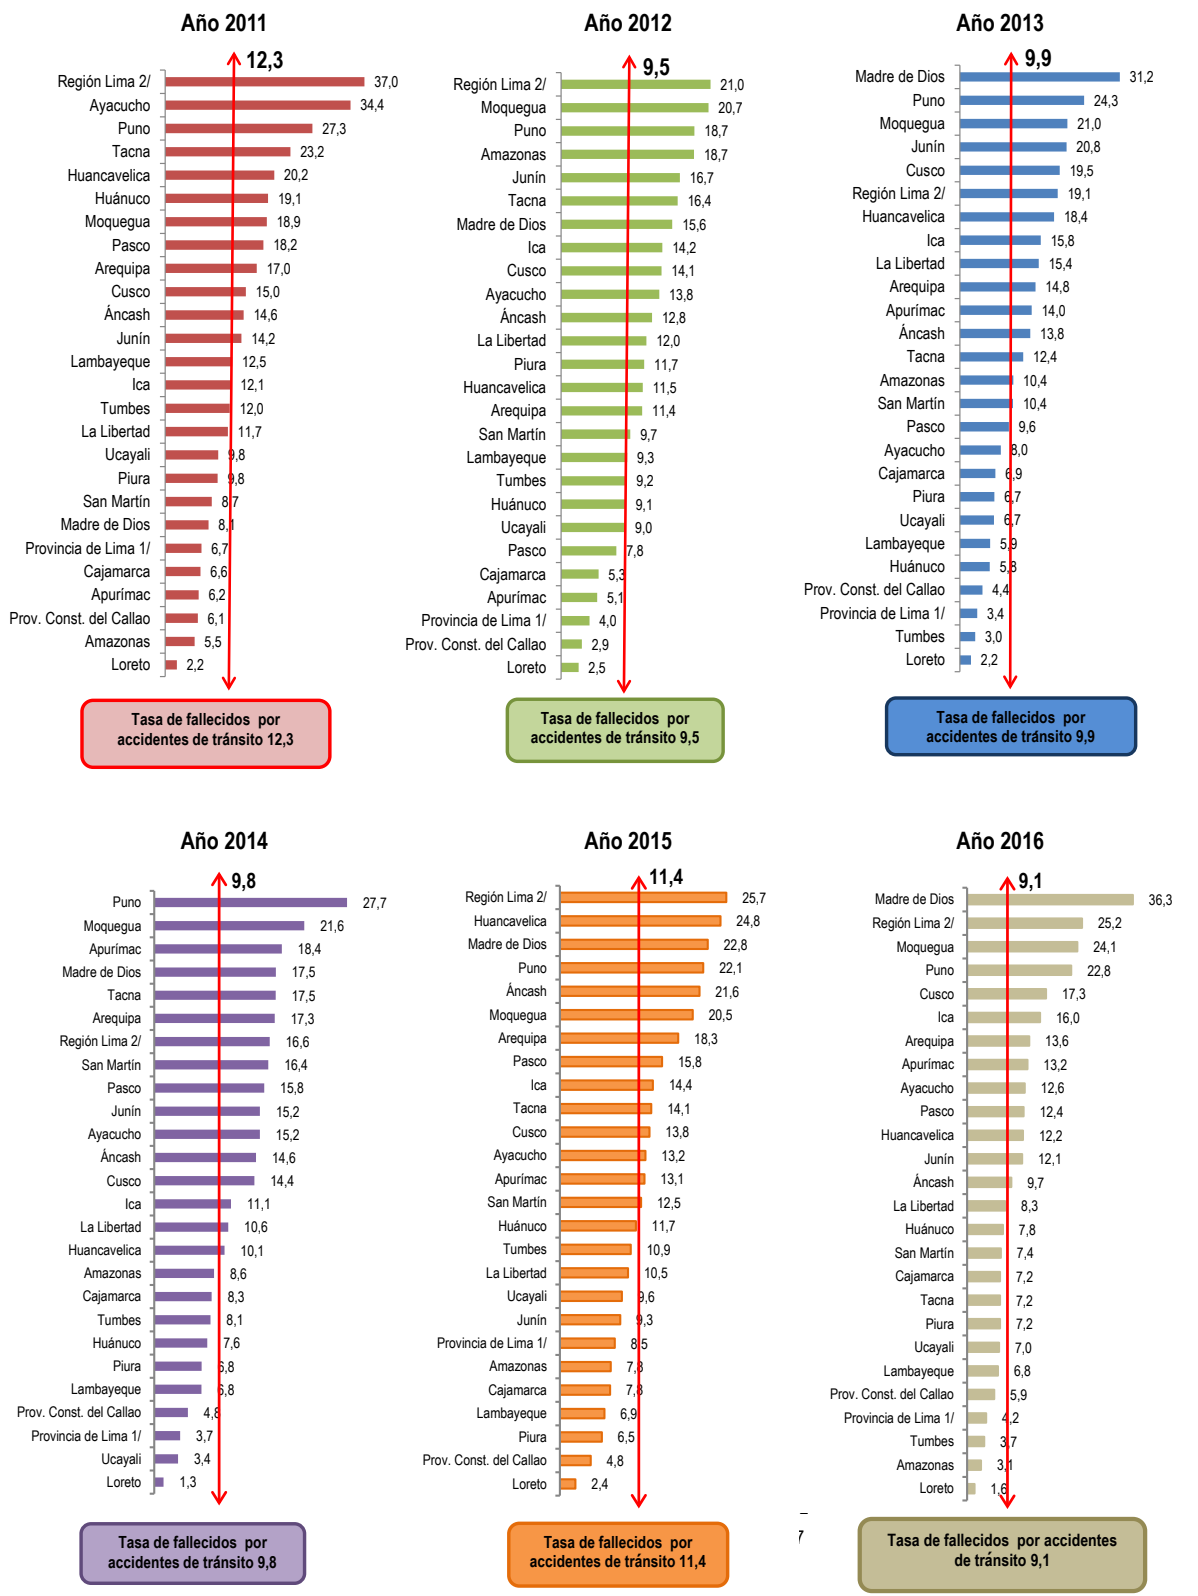 Año 2011
12,3
Región Lima 2/ 37,0
Ayacucho 34,4
Puno 27,3
Tacna 23,2
Huancavelica 20,2
Huánuco 19,1
Moquegua 18,9
Pasco 18,2
Arequipa 17,0
Cusco 15,0
Áncash 14,6
Junín 14,2
Lambayeque 12,5
Ica 12,1
Tumbes 12,0
La Libertad 11,7
Ucayali 9,8
Piura 9,8
San Martín 8,7
Madre de Dios 8,1
Provincia de Lima 1/ 6,7
Cajamarca 6,6
Apurímac 6,2
Prov. Const. del Callao 6,1
Amazonas 5,5
Loreto 2,2
Tasa de fallecidos por
accidentes de tránsito 12,3
Año 2012
9,5
Región Lima 2/ 21,0
Moquegua 20,7
Puno 18,7
Amazonas 18,7
Junín 16,7
Tacna 16,4
Madre de Dios 15,6
Ica 14,2
Cusco 14,1
Ayacucho 13,8
Áncash 12,8
La Libertad 12,0
Piura 11,7
Huancavelica 11,5
Arequipa 11,4
San Martín 9,7
Lambayeque 9,3
Tumbes 9,2
Huánuco 9,1
Ucayali 9,0
Pasco 7,8
Cajamarca 5,3
Apurímac 5,1
Provincia de Lima 1/ 4,0
Prov. Const. del Callao 2,9
Loreto 2,5
Tasa de fallecidos por
accidentes de tránsito 9,5
Año 2013
9,9
Madre de Dios 31,2
Puno 24,3
Moquegua 21,0
Junín 20,8
Cusco 19,5
Región Lima 2/ 19,1
Huancavelica 18,4
Ica 15,8
La Libertad 15,4
Arequipa 14,8
Apurímac 14,0
Áncash 13,8
Tacna 12,4
Amazonas 10,4
San Martín 10,4
Pasco 9,6
Ayacucho 8,0
Cajamarca 6,9
Piura 6,7
Ucayali 6,7
Lambayeque 5,9
Huánuco 5,8
Prov. Const. del Callao 4,4
Provincia de Lima 1/ 3,4
Tumbes 3,0
Loreto 2,2
Tasa de fallecidos por
accidentes de tránsito 9,9
Año 2014
9,8
Puno 27,7
Moquegua 21,6
Apurímac 18,4
Madre de Dios 17,5
Tacna 17,5
Arequipa 17,3
Región Lima 2/ 16,6
San Martín 16,4
Pasco 15,8
Junín 15,2
Ayacucho 15,2
Áncash 14,6
Cusco 14,4
Ica 11,1
La Libertad 10,6
Huancavelica 10,1
Amazonas 8,6
Cajamarca 8,3
Tumbes 8,1
Huánuco 7,6
Piura 6,8
Lambayeque 6,8
Prov. Const. del Callao 4,8
Provincia de Lima 1/ 3,7
Ucayali 3,4
Loreto 1,3
Tasa de fallecidos por
accidentes de tránsito 9,8
Año 2015
11,4
Región Lima 2/ 25,7
Huancavelica 24,8
Madre de Dios 22,8
Puno 22,1
Áncash 21,6
Moquegua 20,5
Arequipa 18,3
Pasco 15,8
Ica 14,4
Tacna 14,1
Cusco 13,8
Ayacucho 13,2
Apurímac 13,1
San Martín 12,5
Huánuco 11,7
Tumbes 10,9
La Libertad 10,5
Ucayali 9,6
Junín 9,3
Provincia de Lima 1/ 8,5
Amazonas 7,8
Cajamarca 7,8
Lambayeque 6,9
Piura 6,5
Prov. Const. del Callao 4,8
Loreto 2,4
Tasa de fallecidos por
accidentes de tránsito 11,4
Año 2016
9,1
Madre de Dios 36,3
Región Lima 2/ 25,2
Moquegua 24,1
Puno 22,8
Cusco 17,3
Ica 16,0
Arequipa 13,6
Apurímac 13,2
Ayacucho 12,6
Pasco 12,4
Huancavelica 12,2
Junín 12,1
Áncash 9,7
La Libertad 8,3
Huánuco 7,8
San Martín 7,4
Cajamarca 7,2
Tacna 7,2
Piura 7,2
Ucayali 7,0
Lambayeque 6,8
Prov. Const. del Callao 5,9
Provincia de Lima 1/ 4,2
Tumbes 3,7
Amazonas 3,1
Loreto 1,6
Tasa de fallecidos por accidentes
de tránsito 9,1